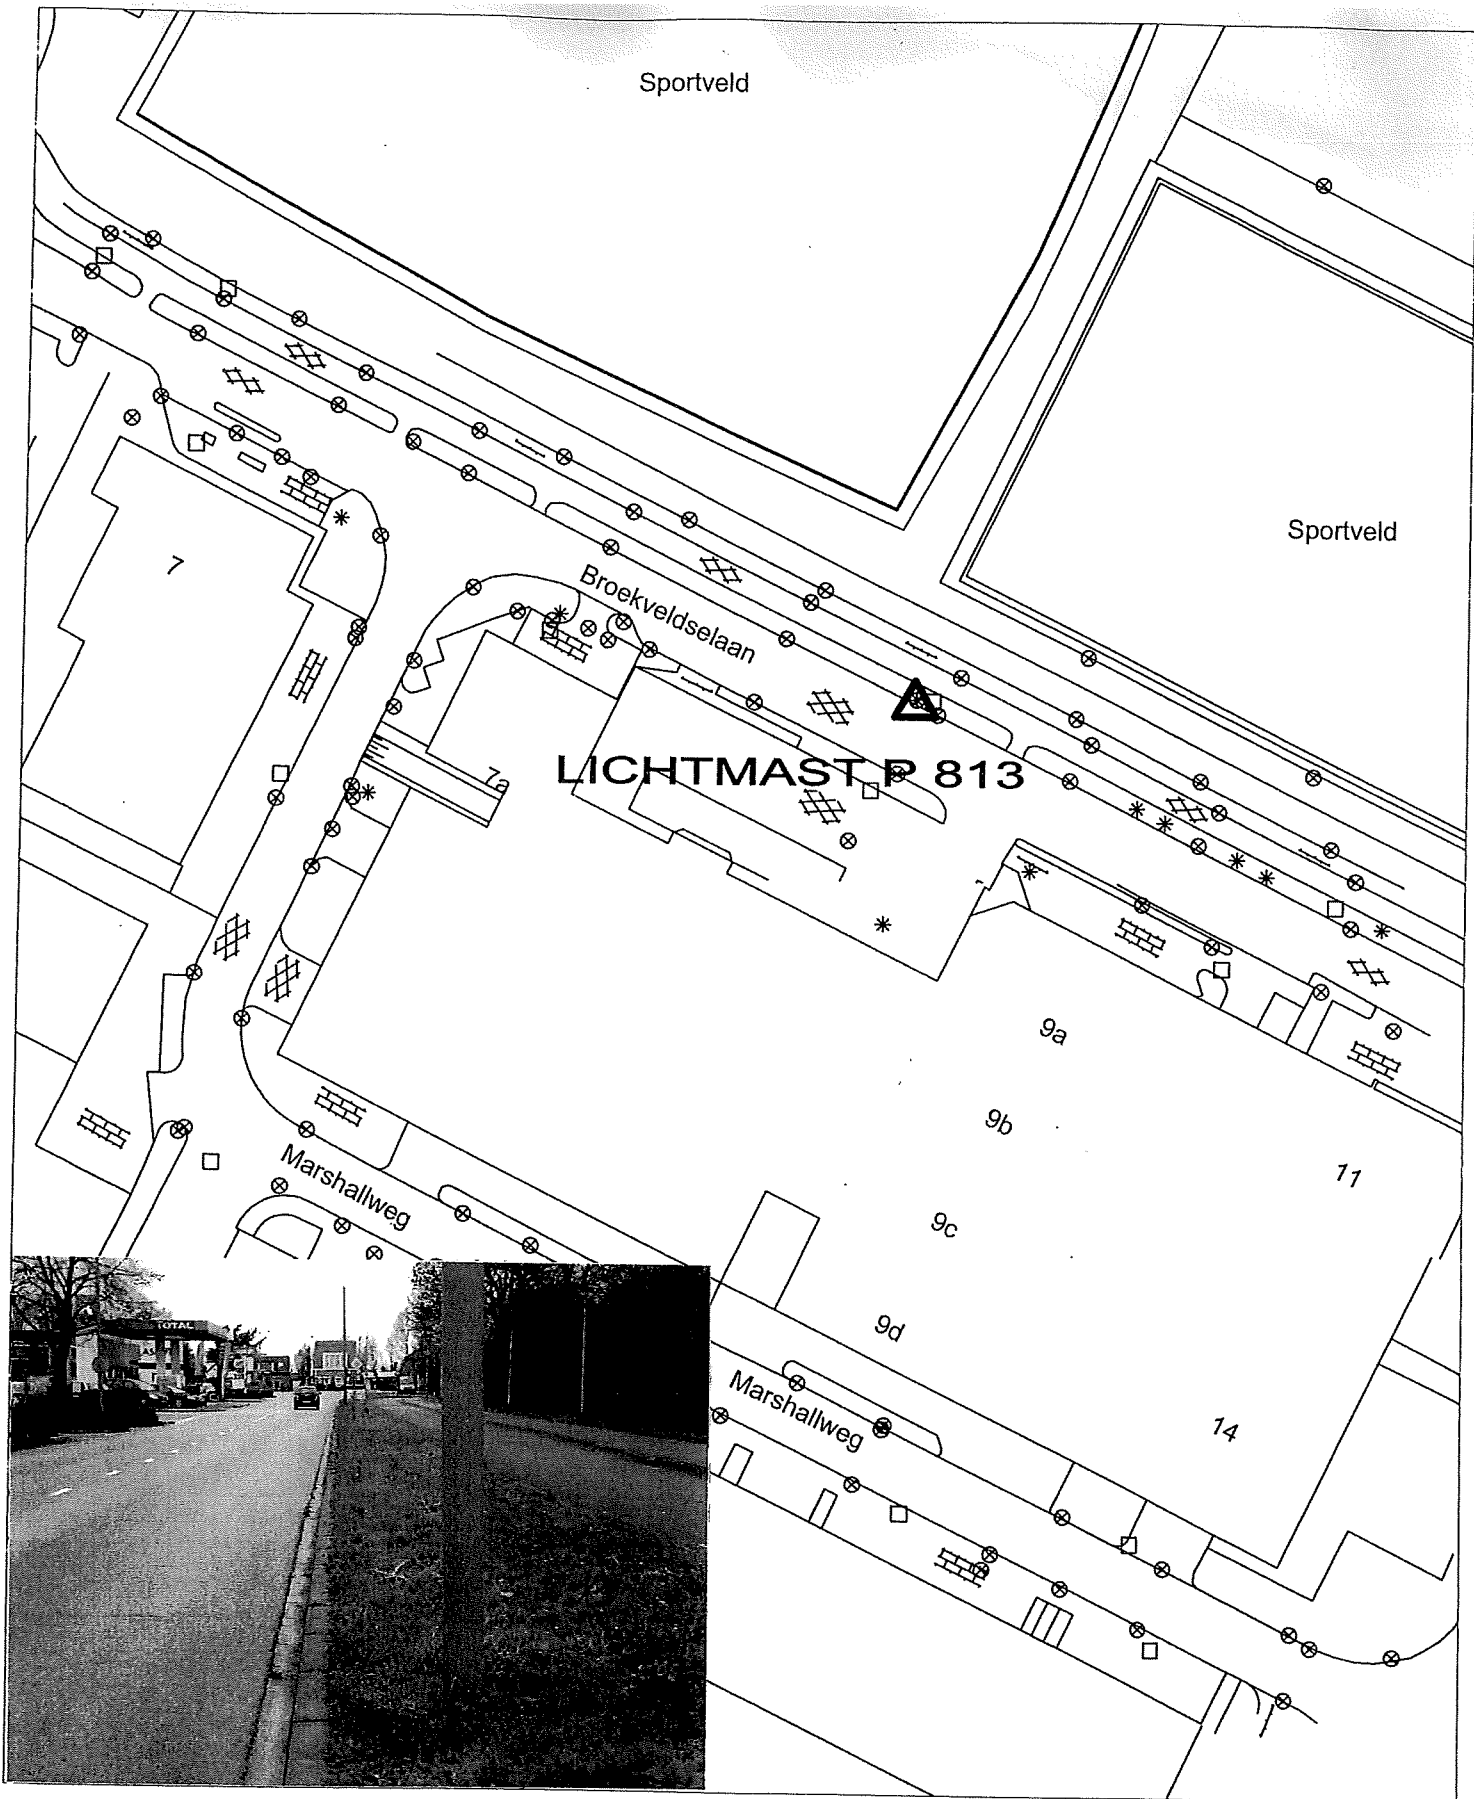 Sportveld
Sportveld
7
Broekveldselaan
7a
LICHTMAST P 813
9a
9b
11
Marshallweg
9c
9d
Marshallweg
14
TOTAL